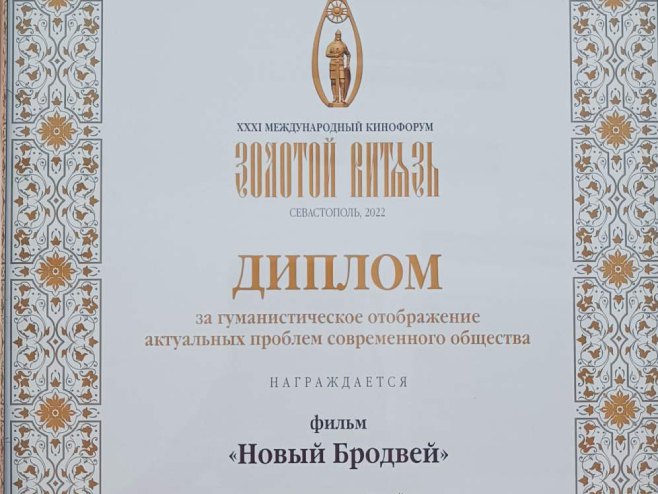 XXXI МЕЖДУНАРОДНЫЙ КИНОФОРУМ
ЗОЛОТОЙ ВИТЯЗЬ
СЕВАСТОПОЛЬ, 2022
ДИПЛОМ
за гуманистическое отображение
актуальных проблем современного общества
НАГРАЖДАЕТСЯ
фильм
«Новый Бродвей»